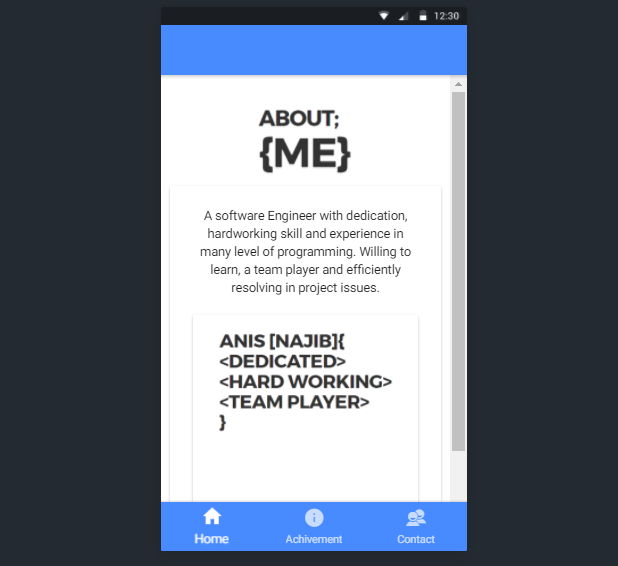 12:30
ABOUT;
{ME}
A software Engineer with dedication,
hardworking skill and experience in
many level of programming. Willing to
learn, a team player and efficiently
resolving in project issues.
ANIS [NAJIB]{
<DEDICATED>
<HARD WORKING>
<TEAM PLAYER>
}
Home
Achivement
Contact